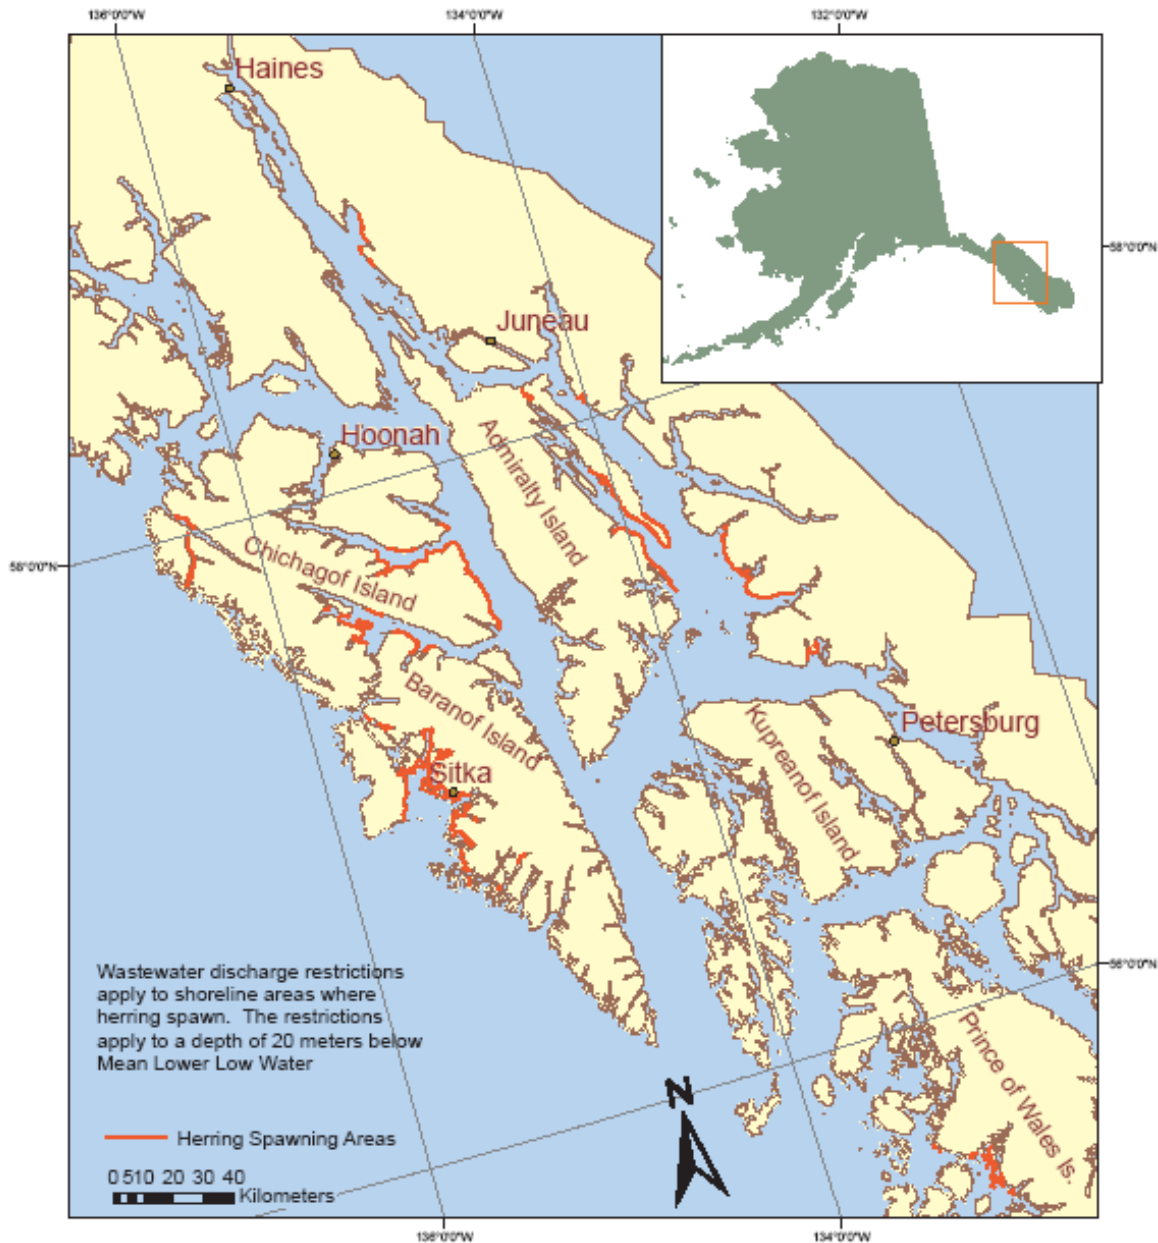 136°0'0"W
134°0'0"W
132°0'0"W
Haines
58°0'0"N
Juneau
Hoonah
Admiralty Island
58°0'0"N
Chichagof Island
Baranof Island
Kupreanof Island
Petersburg
Sitka
56°0'0"N
Wastewater discharge restrictions
apply to shoreline areas where
herring spawn. The restrictions
apply to a depth of 20 meters below
Mean Lower Low Water
Prince of Wales Is.
N
Herring Spawning Areas
0 5 10 20 30 40
Kilometers
136°0'0"W
134°0'0"W